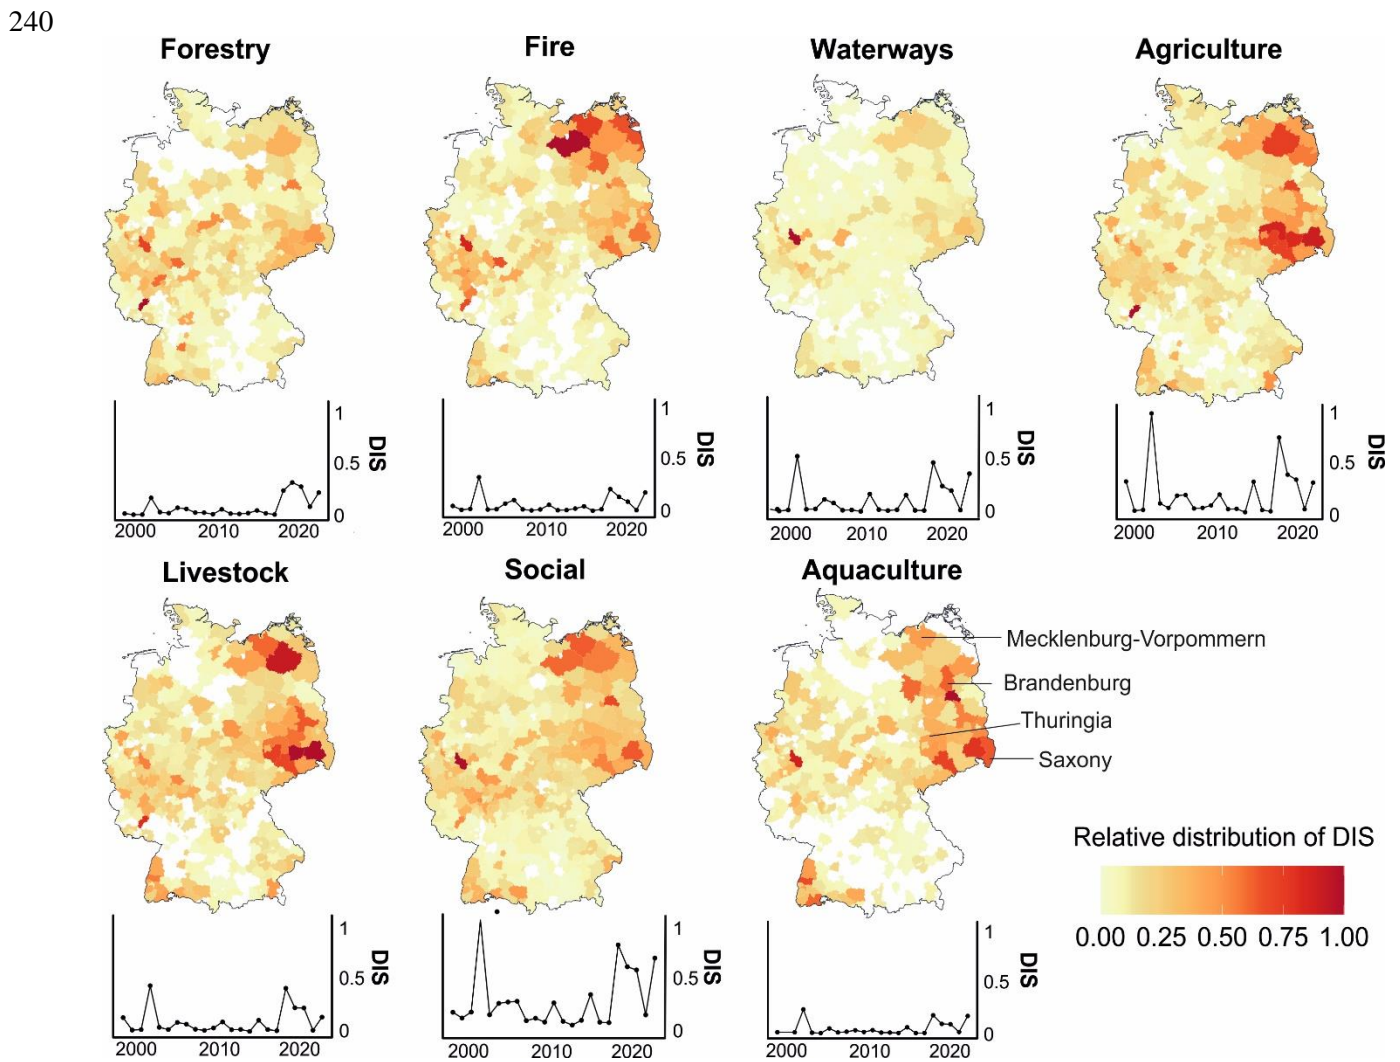 240
Forestry
Fire
Waterways
Agriculture
1
0.5
0
DIS
2000 2010 2020
1
0.5
0
DIS
2000 2010 2020
1
0.5
0
DIS
2000 2010 2020
1
0.5
0
DIS
2000 2010 2020
Livestock
Social
Aquaculture
Mecklenburg-Vorpommern
Brandenburg
Thuringia
Saxony
Relative distribution of DIS
0.00 0.25 0.50 0.75 1.00
1
0.5
0
DIS
2000 2010 2020
1
0.5
0
DIS
2000 2010 2020
1
0.5
0
DIS
2000 2010 2020